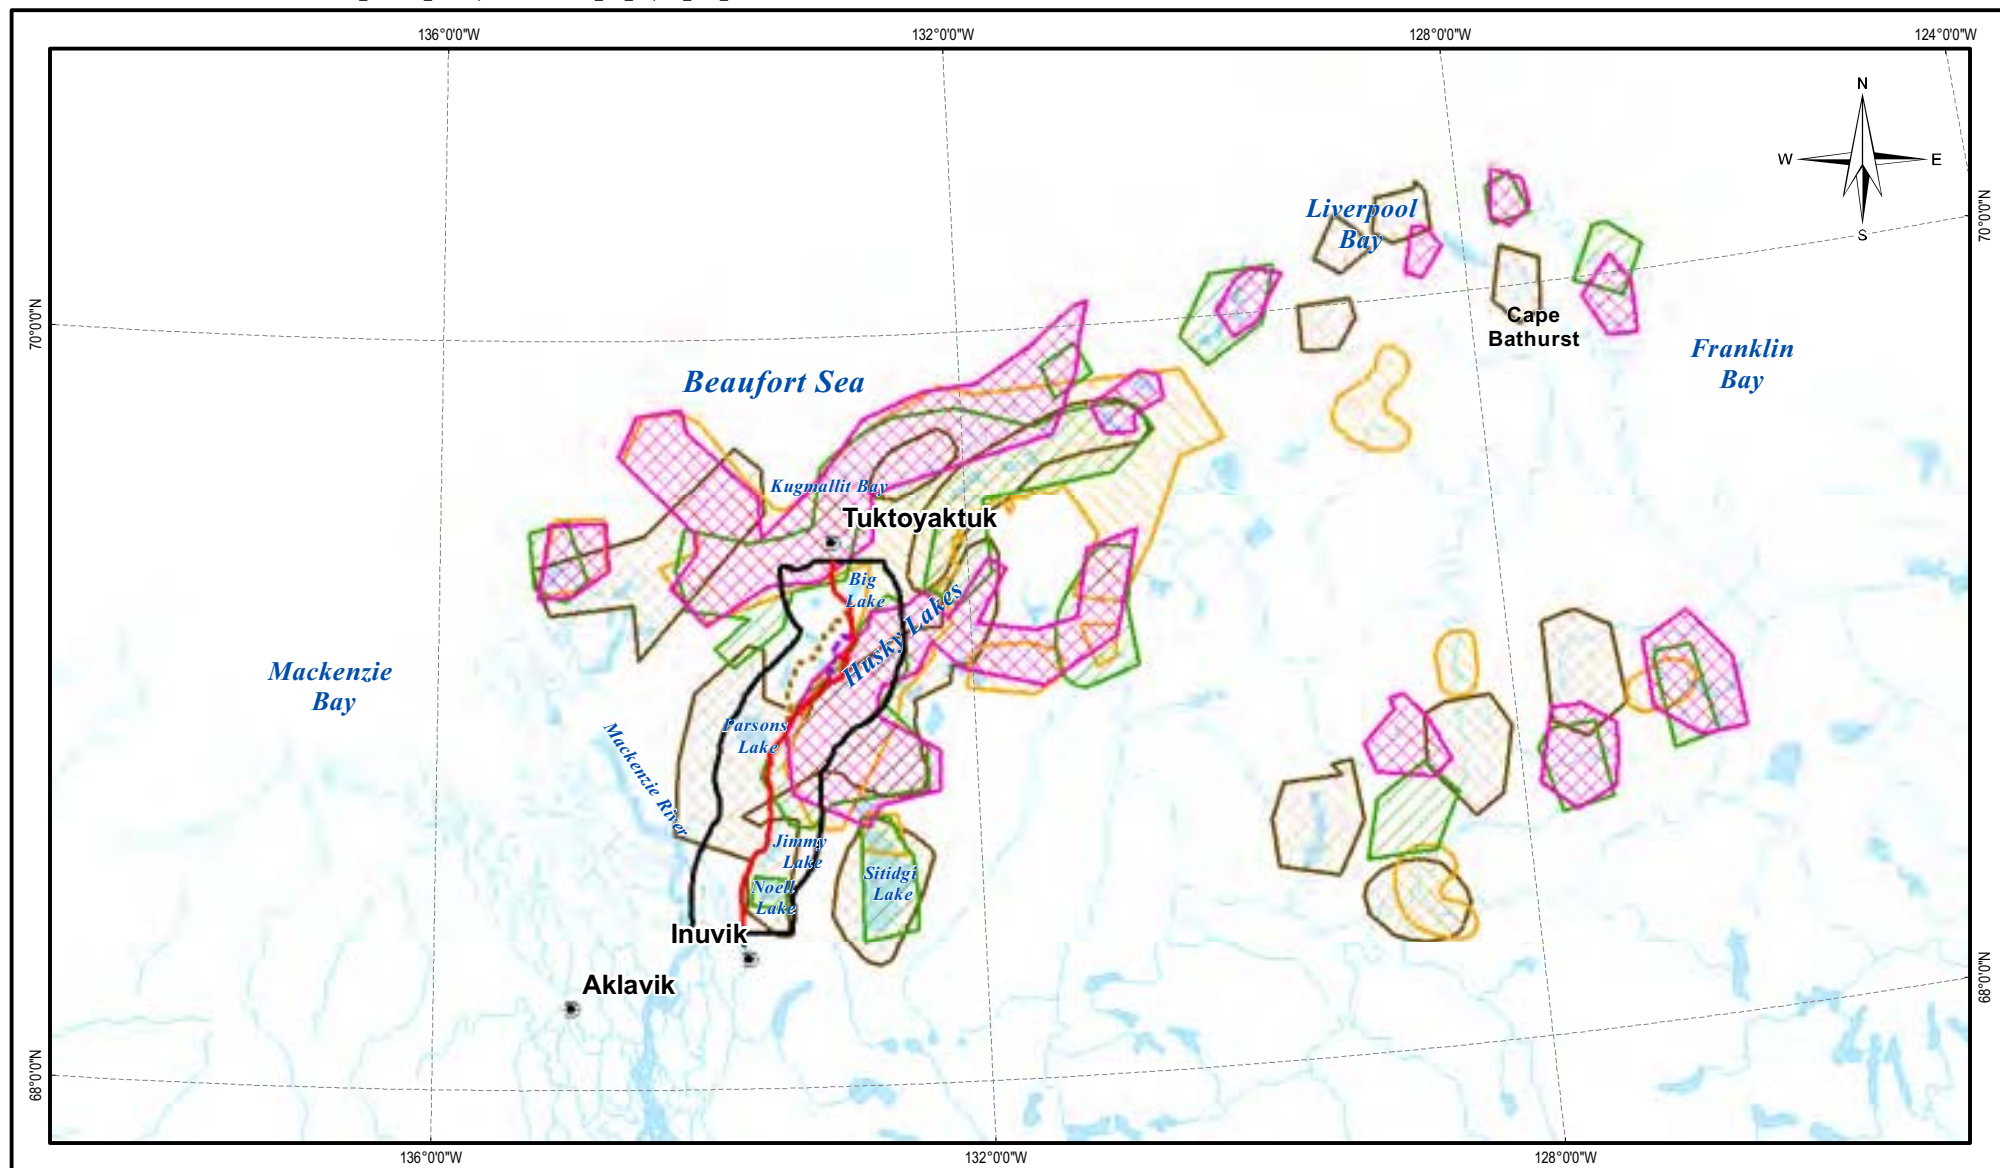 136°0'0"W
132°0'0"W
128°0'0"W
124°0'0"W
N
W
E
S
70°0'0"N
70°0'0"N
Liverpool
Bay
Cape
Bathurst
Franklin
Bay
Beaufort Sea
Kugmallit Bay
Tuktoyaktuk
Big
Lake
Husky Lakes
Mackenzie
Bay
Parsons
Lake
Mackenzie River
Jimmy
Lake
Noell
Lake
Sitidgi
Lake
Inuvik
Aklavik
68°0'0"N
68°0'0"N
136°0'0"W
132°0'0"W
128°0'0"W